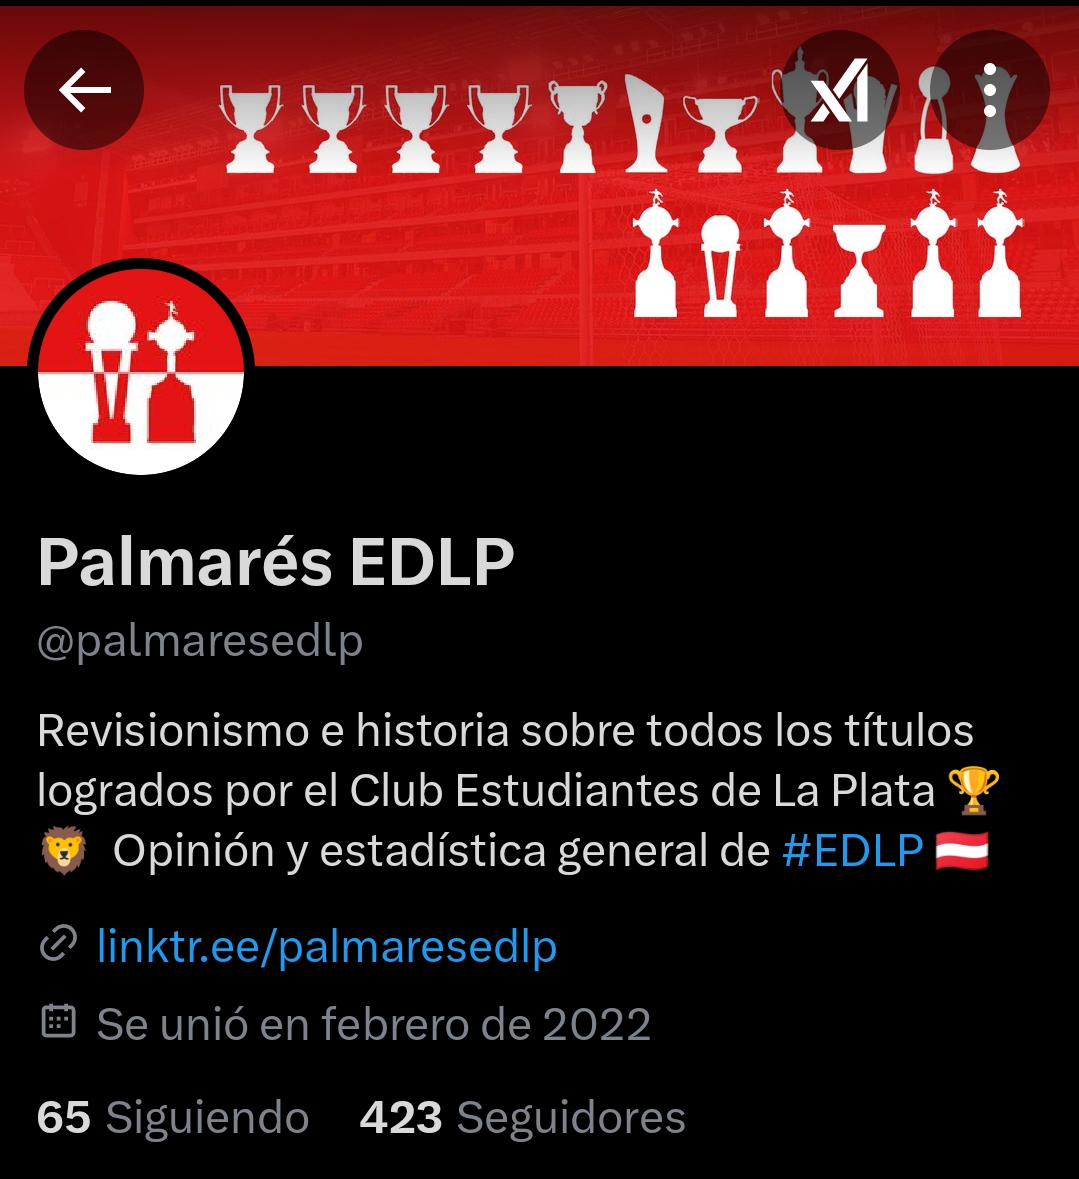 xI
Palmarés EDLP
@palmaresedlp
Revisionismo e historia sobre todos los títulos
logrados por el Club Estudiantes de La Plata 🏆
🦁 Opinión y estadística general de #EDLP 🇦🇹
linktr.ee/palmaresedlp
Se unió en febrero de 2022
65 Siguiendo 423 Seguidores